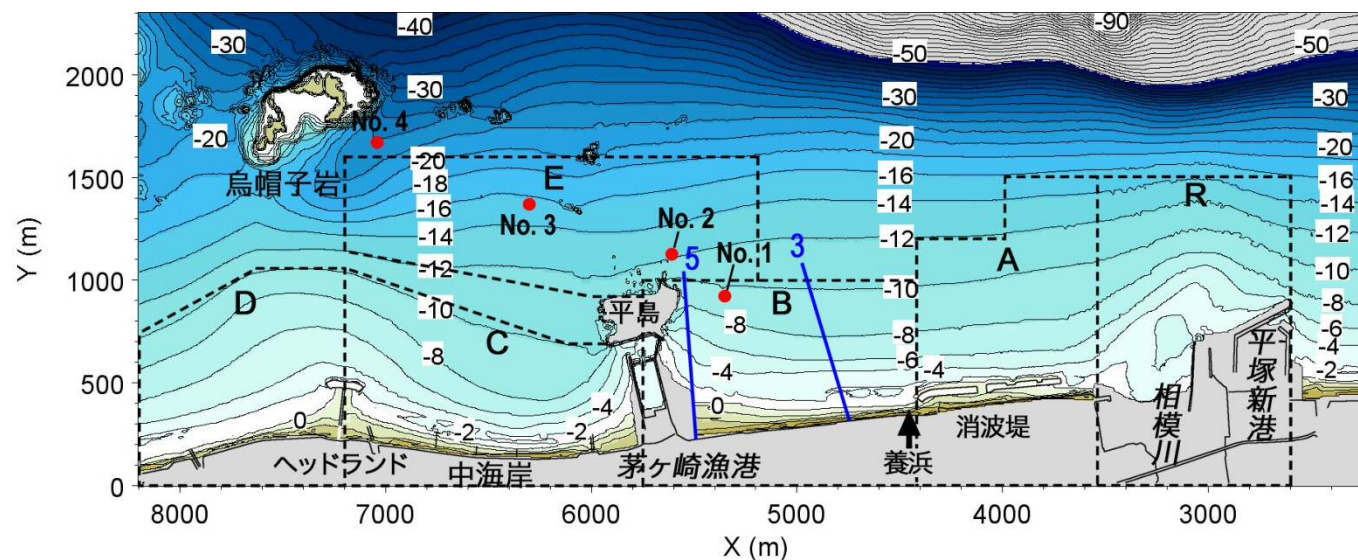 -40
-90
-30
-50
-50
2000
-30
-30
-30
No. 4
-20
-20
-20
1500
-20
烏帽子岩
-18
E
-16
-16
R
-16
No. 3
-14
-14
-14
No. 2
-14
-12
5
3
-12
-12
A
1000
No. 1
-10
-10
D
-10
平島
B
-8
C
-8
-8
-8
-6
-6
-4
平塚新港
500
-4
-4
-2
-4
0
0
-2
-2
消波堤
相模川
ヘッドランド
中海岸
茅ヶ崎漁港
養浜
0
8000
7000
6000
5000
4000
3000
X (m)
Y (m)